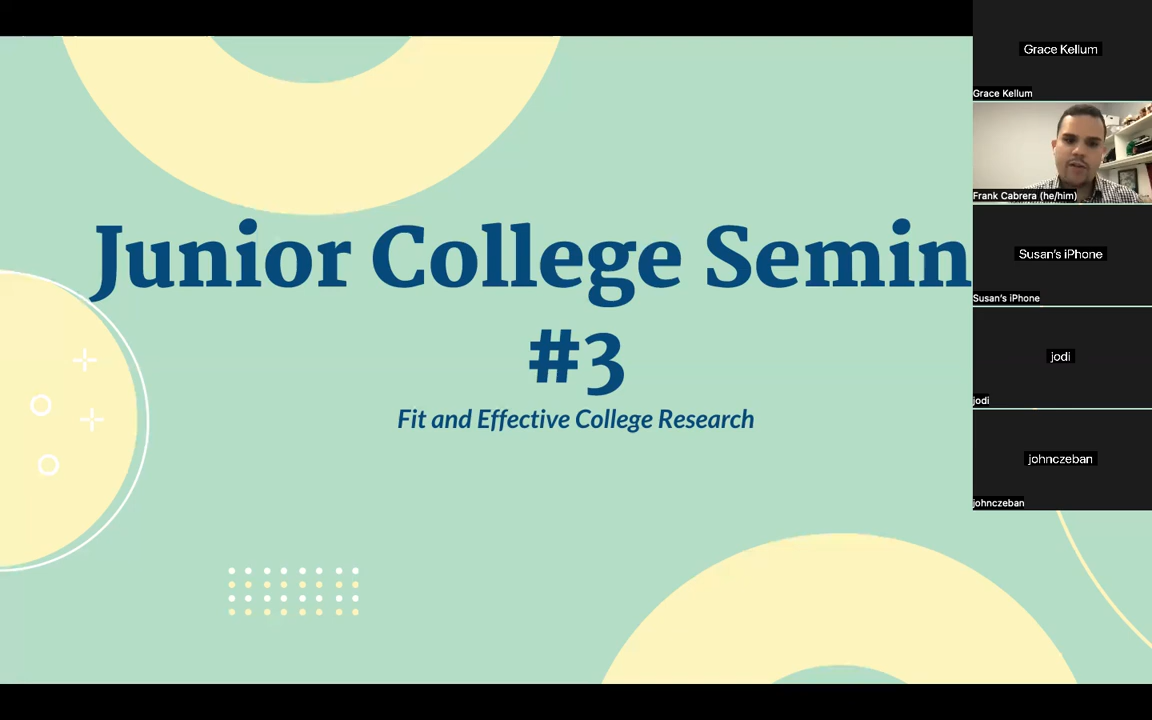 Junior College Semin
#3
Fit and Effective College Research
Grace Kellum
Grace Kellum
Frank Cabrera (he/him)
Susan's iPhone
Susan's iPhone
jodi
jodi
johnczeban
johnczeban